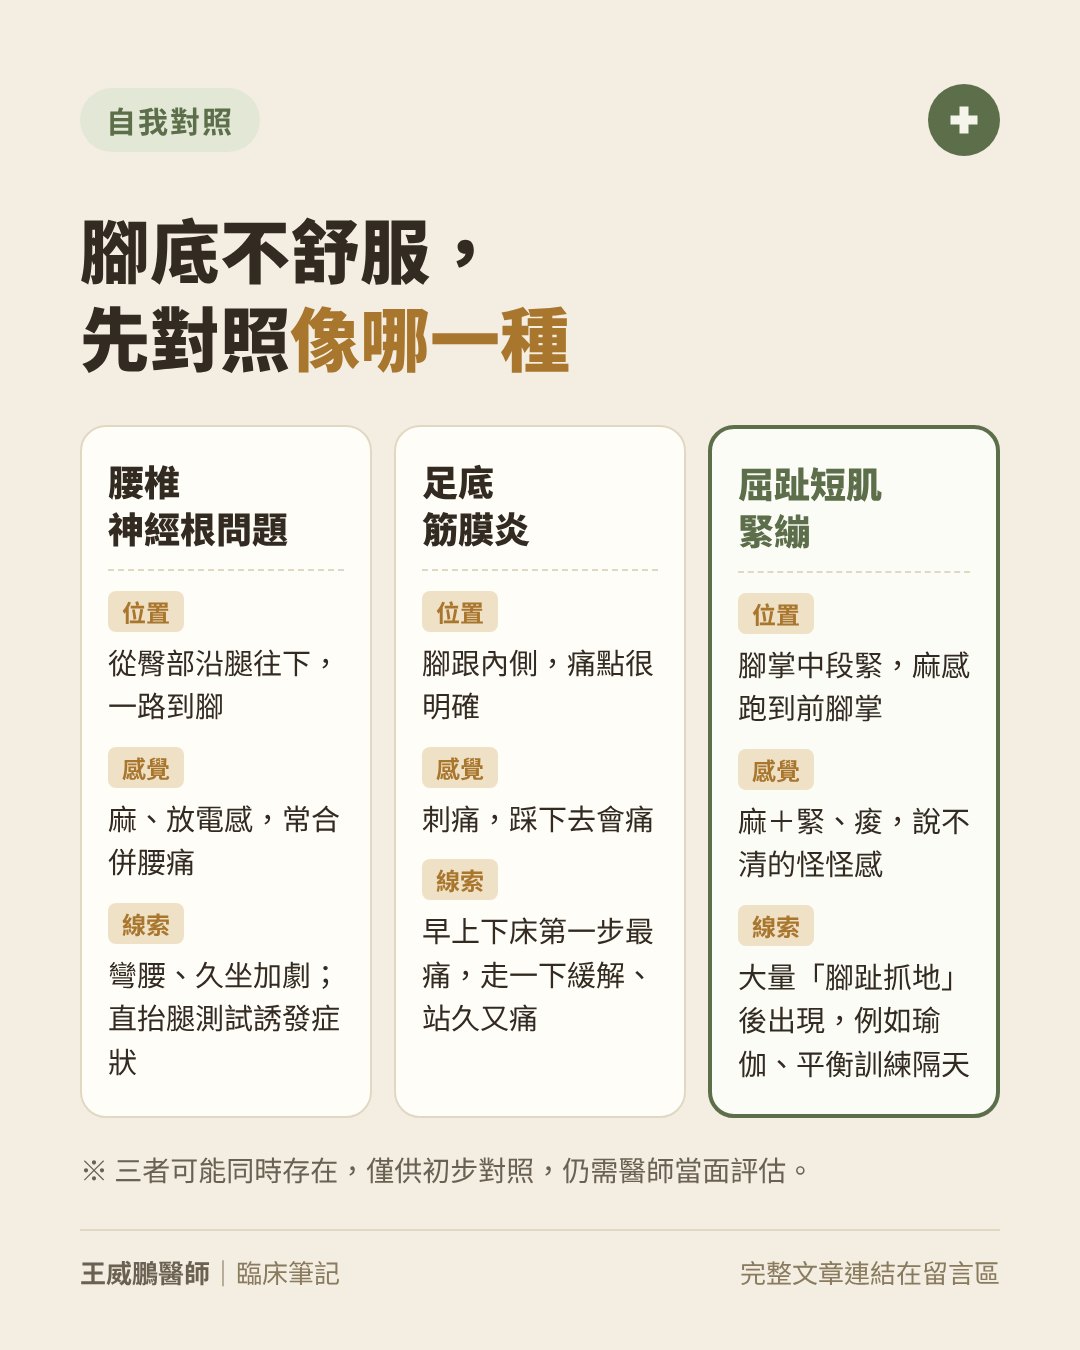 自我對照
腳底不舒服，
先對照像哪一種
腰椎
神經根問題
位置
從臀部沿腿往下，
一路到腳
感覺
麻、放電感，常合
併腰痛
線索
彎腰、久坐加劇；
直抬腿測試誘發症
狀
足底
筋膜炎
位置
腳跟內側，痛點很
明確
感覺
刺痛，踩下去會痛
線索
早上下床第一步最
痛，走一下緩解、
站久又痛
屈趾短肌
緊繃
位置
腳掌中段緊，麻感
跑到前腳掌
感覺
麻＋緊、痠，說不
清的怪怪感
線索
大量「腳趾抓地」
後出現，例如瑜
伽、平衡訓練隔天
※ 三者可能同時存在，僅供初步對照，仍需醫師當面評估。
王威鵬醫師｜臨床筆記
完整文章連結在留言區